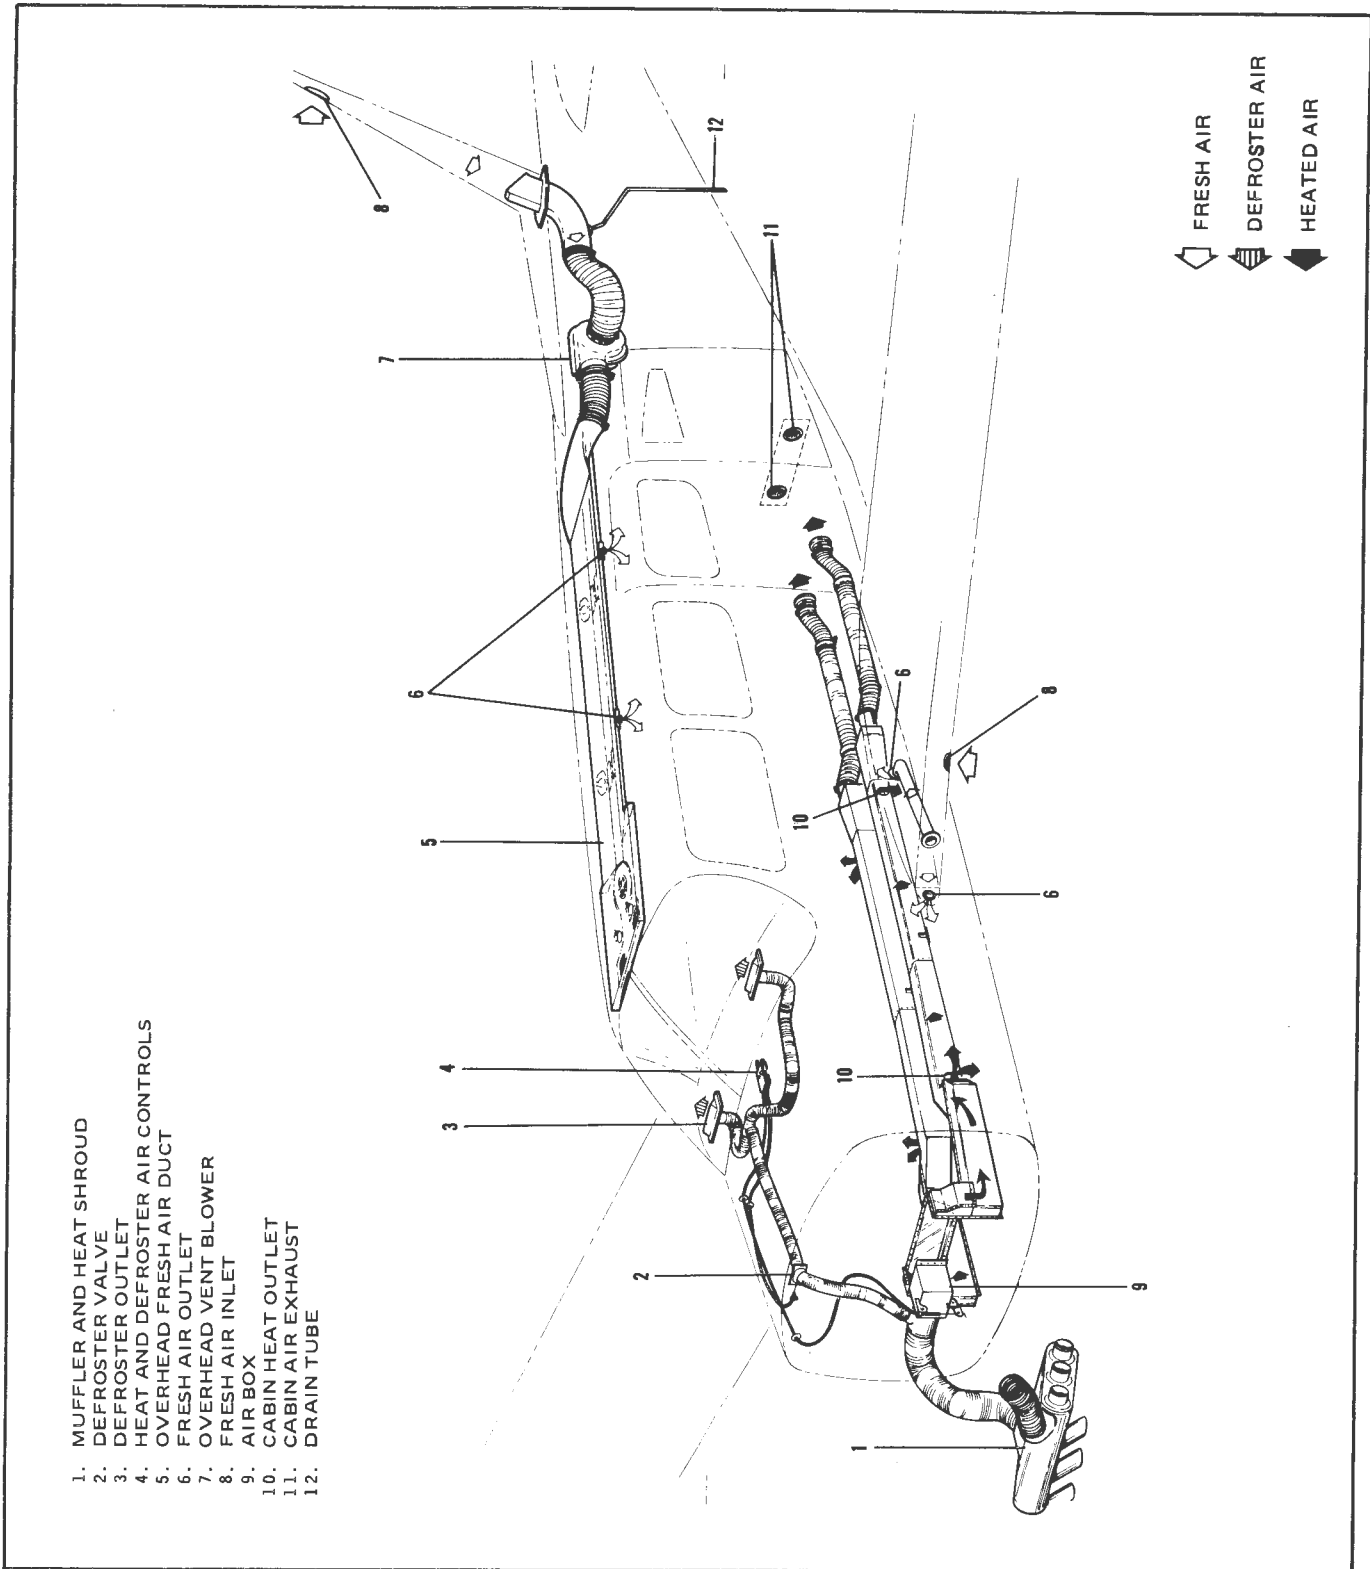 1. MUFFLER AND HEAT SHROUD
2. DEFROSTER VALVE
3. DEFROSTER OUTLET
4. HEAT AND DEFROSTER AIR CONTROLS
5. OVERHEAD FRESH AIR DUCT
6. FRESH AIR OUTLET
7. OVERHEAD VENT BLOWER
8. FRESH AIR INLET
9. AIR BOX
10. CABIN HEAT OUTLET
11. CABIN AIR EXHAUST
12. DRAIN TUBE
8
12
7
11
6
5
6
8
10
6
4
3
10
2
9
1
FRESH AIR
DEFROSTER AIR
HEATED AIR